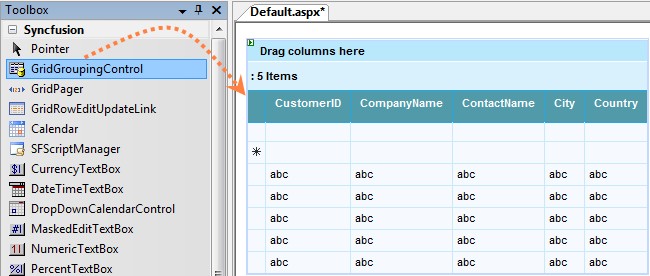 Toolbox
Syncfusion
Pointer
GridGroupingControl
GridPager
GridRowEditUpdateLink
Calendar
SFScriptManager
CurrencyTextBox
DateTimeTextBox
DropDownCalendarControl
MaskedEditTextBox
NumericTextBox
PercentTextBox
Default.aspx*
Drag columns here
: 5 Items
CustomerID CompanyName ContactName City Country
abc abc abc abc abc
abc abc abc abc abc
abc abc abc abc abc
abc abc abc abc abc
abc abc abc abc abc